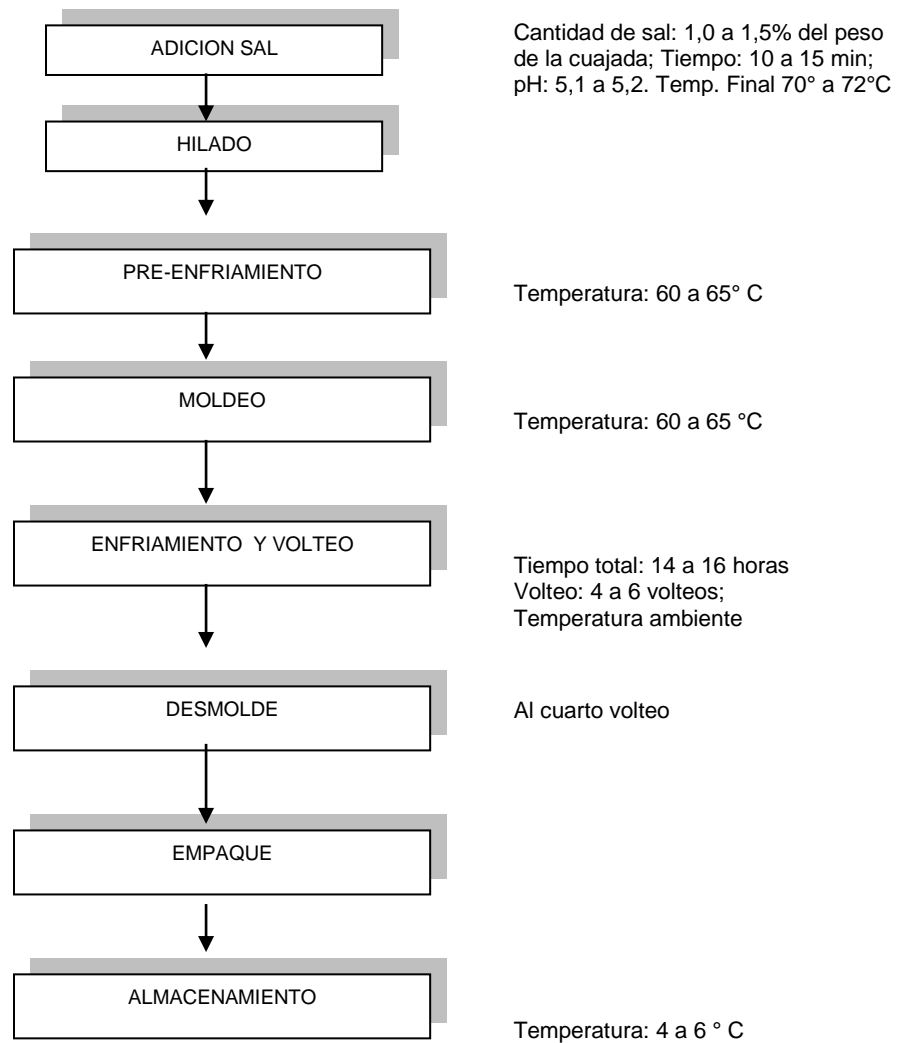 ADICION SAL
Cantidad de sal: 1,0 a 1,5% del peso
de la cuajada; Tiempo: 10 a 15 min;
pH: 5,1 a 5,2. Temp. Final 70° a 72°C
HILADO
PRE-ENFRIAMIENTO
Temperatura: 60 a 65° C
MOLDEO
Temperatura: 60 a 65 °C
ENFRIAMIENTO Y VOLTEO
Tiempo total: 14 a 16 horas
Volteo: 4 a 6 volteos;
Temperatura ambiente
DESMOLDE
Al cuarto volteo
EMPAQUE
ALMACENAMIENTO
Temperatura: 4 a 6 ° C